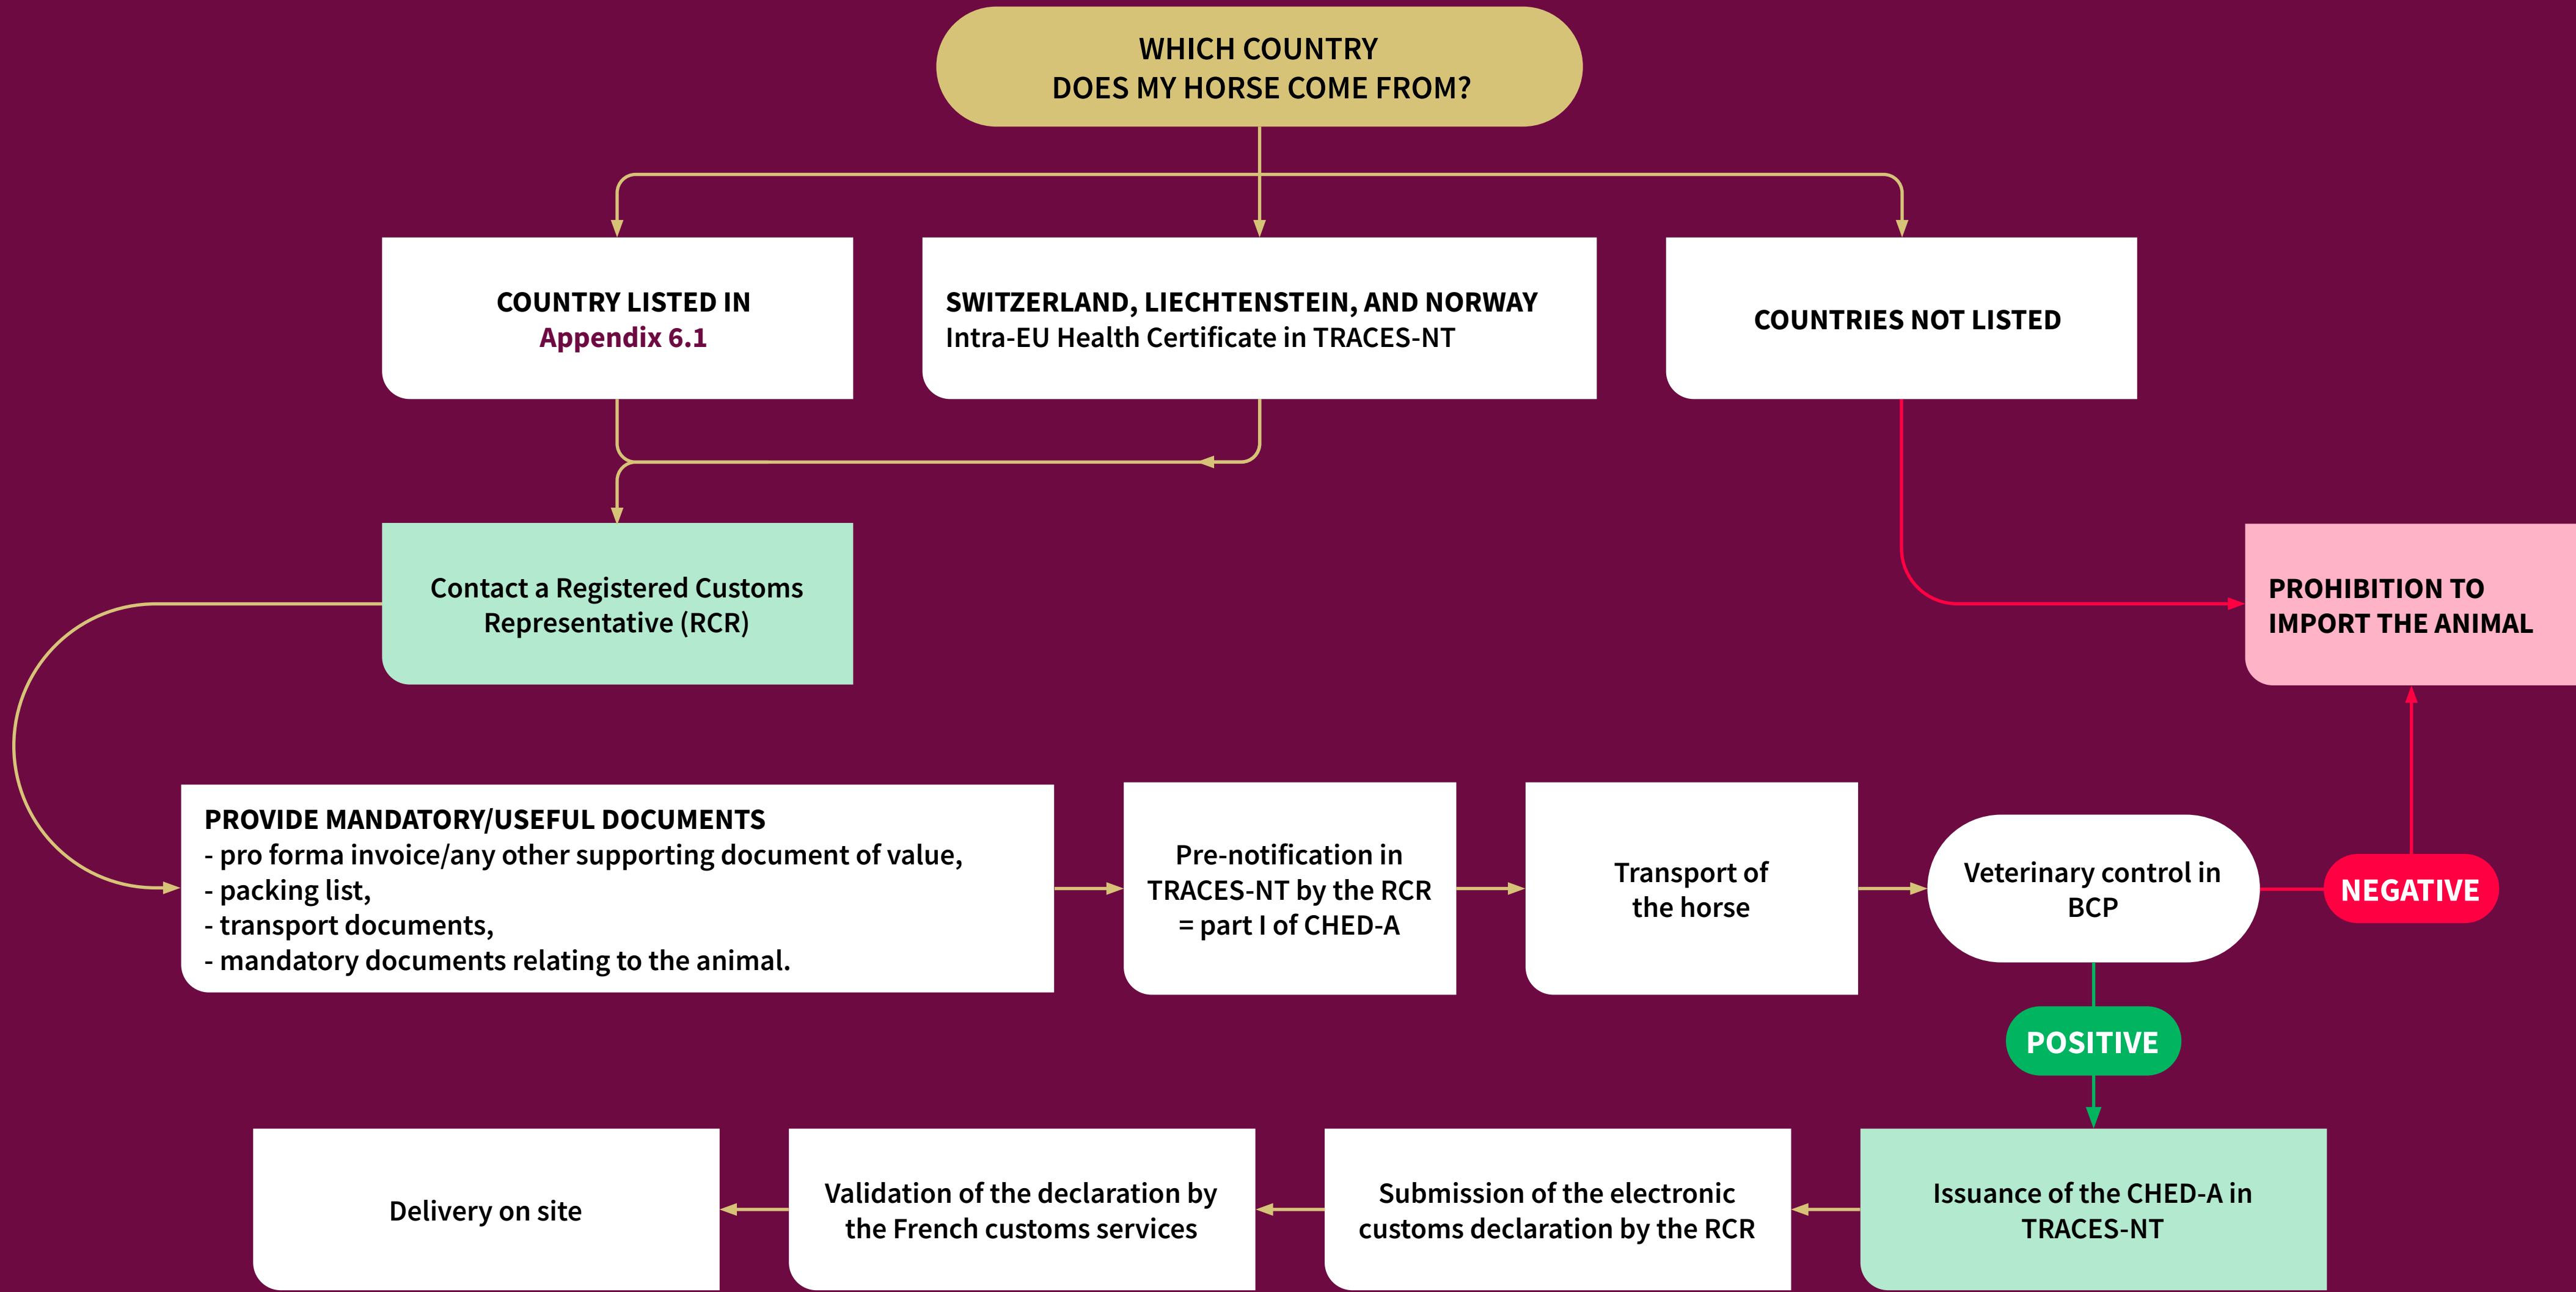 WHICH COUNTRY
DOES MY HORSE COME FROM?
COUNTRY LISTED IN
Appendix 6.1
SWITZERLAND, LIECHTENSTEIN, AND NORWAY
Intra-EU Health Certificate in TRACES-NT
COUNTRIES NOT LISTED
Contact a Registered Customs
Representative (RCR)
PROHIBITION TO
IMPORT THE ANIMAL
PROVIDE MANDATORY/USEFUL DOCUMENTS
- pro forma invoice/any other supporting document of value,
- packing list,
- transport documents,
- mandatory documents relating to the animal.
Pre-notification in
TRACES-NT by the RCR
= part I of CHED-A
Transport of
the horse
Veterinary control in
BCP
NEGATIVE
POSITIVE
Delivery on site
Validation of the declaration by
the French customs services
Submission of the electronic
customs declaration by the RCR
Issuance of the CHED-A in
TRACES-NT